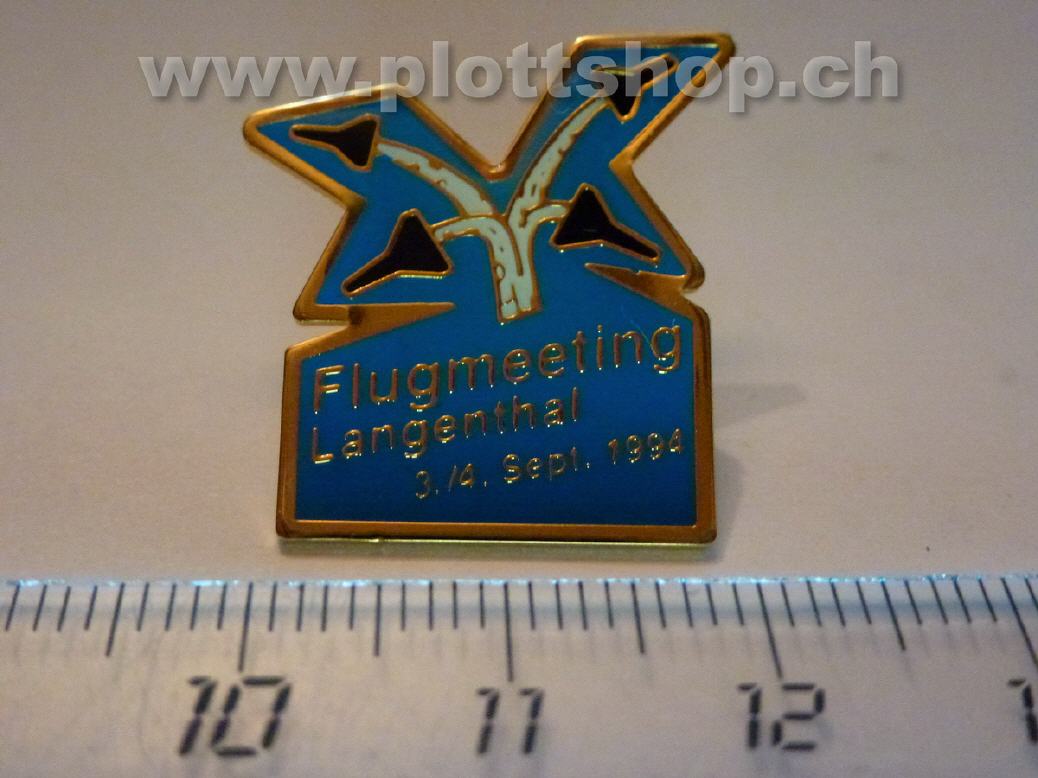 www.plottshop.ch
Flugmeeting
Langenthal
3./4. Sept. 1994
10 11 12